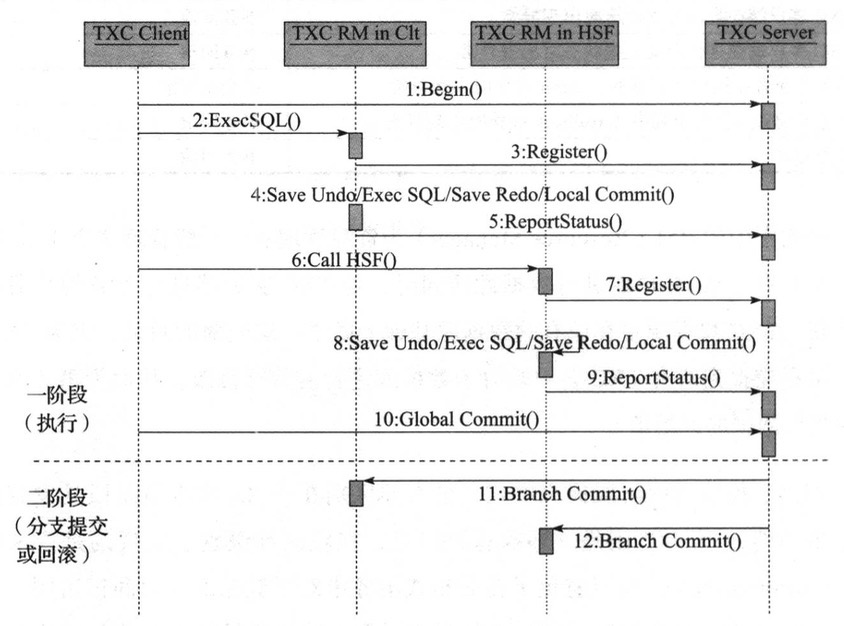 TXC Client
TXC RM in Clt
TXC RM in HSF
TXC Server
1:Begin()
2:ExecSQL()
3:Register()
4:Save Undo/Exec SQL/Save Redo/Local Commit()
5:ReportStatus()
6:Call HSF()
7:Register()
8:Save Undo/Exec SQL/Save Redo/Local Commit()
9:ReportStatus()
一阶段
（执行）
10:Global Commit()
11:Branch Commit()
二阶段
（分支提交
或回滚）
12:Branch Commit()